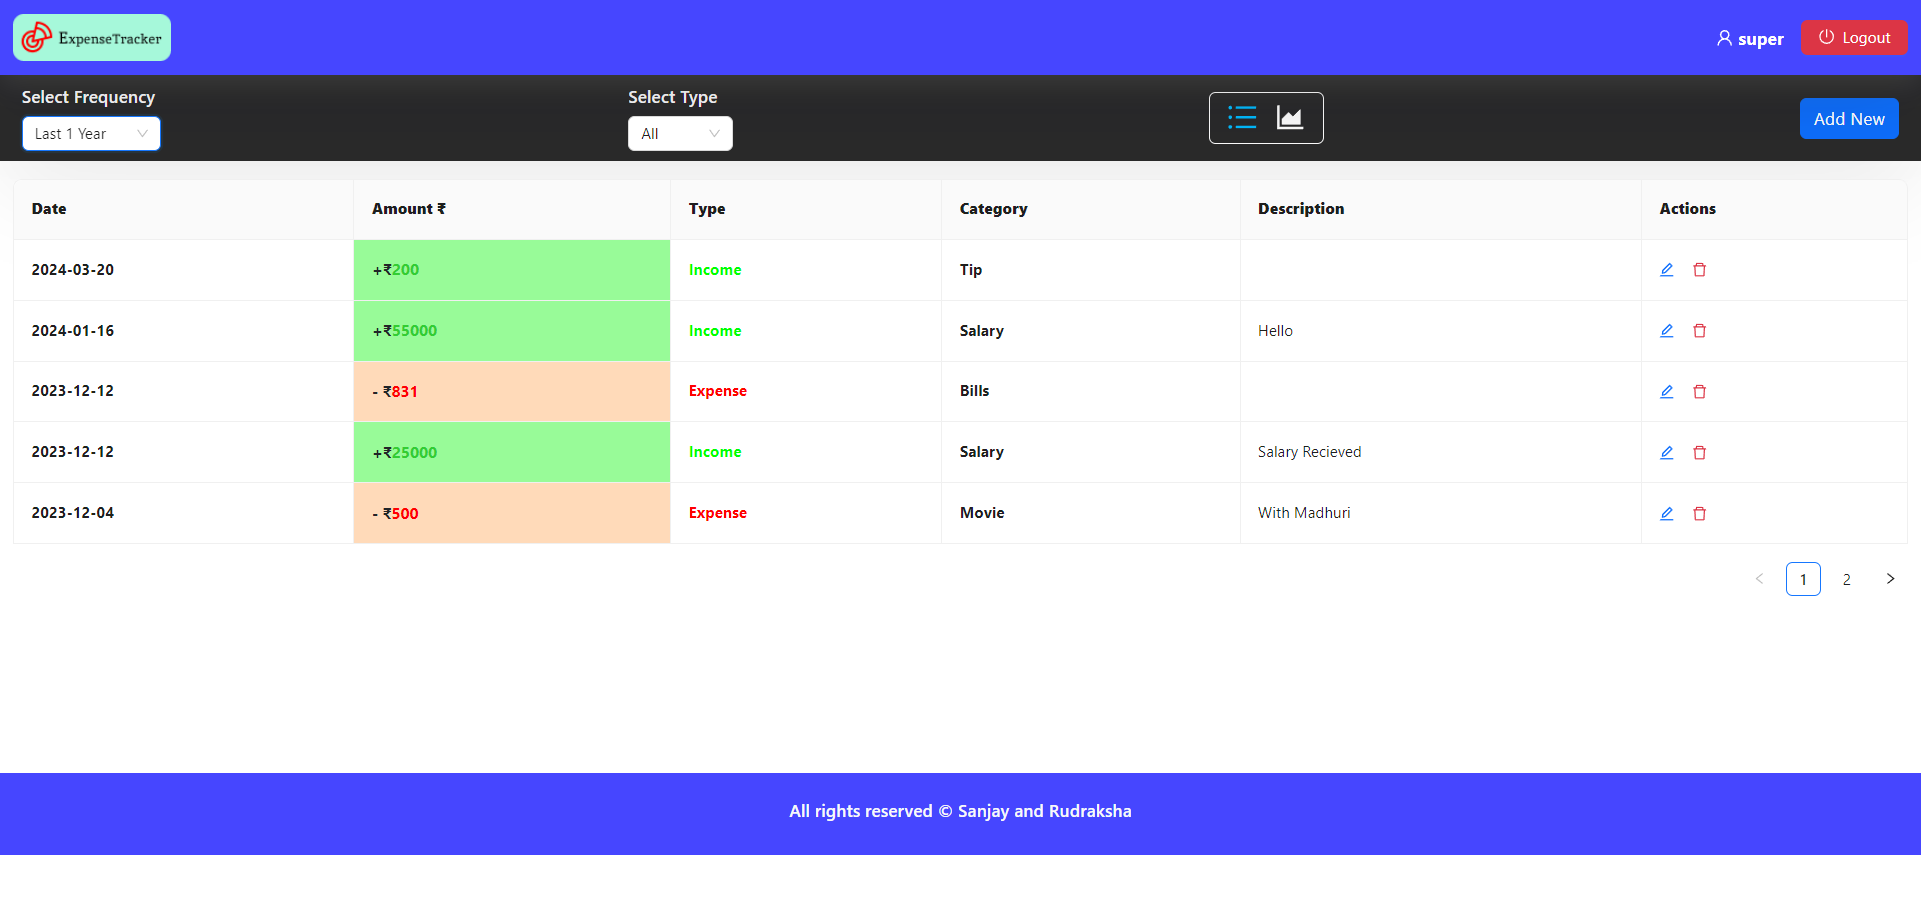 ExpenseTracker
super
Logout
Select Frequency
Select Type
Last 1 Year
All
Add New
Date Amount ₹ Type Category Description Actions
2024-03-20 +₹200 Income Tip
2024-01-16 +₹55000 Income Salary Hello
2023-12-12 - ₹831 Expense Bills
2023-12-12 +₹25000 Income Salary Salary Recieved
2023-12-04 - ₹500 Expense Movie With Madhuri
< 1 2 >
All rights reserved © Sanjay and Rudraksha